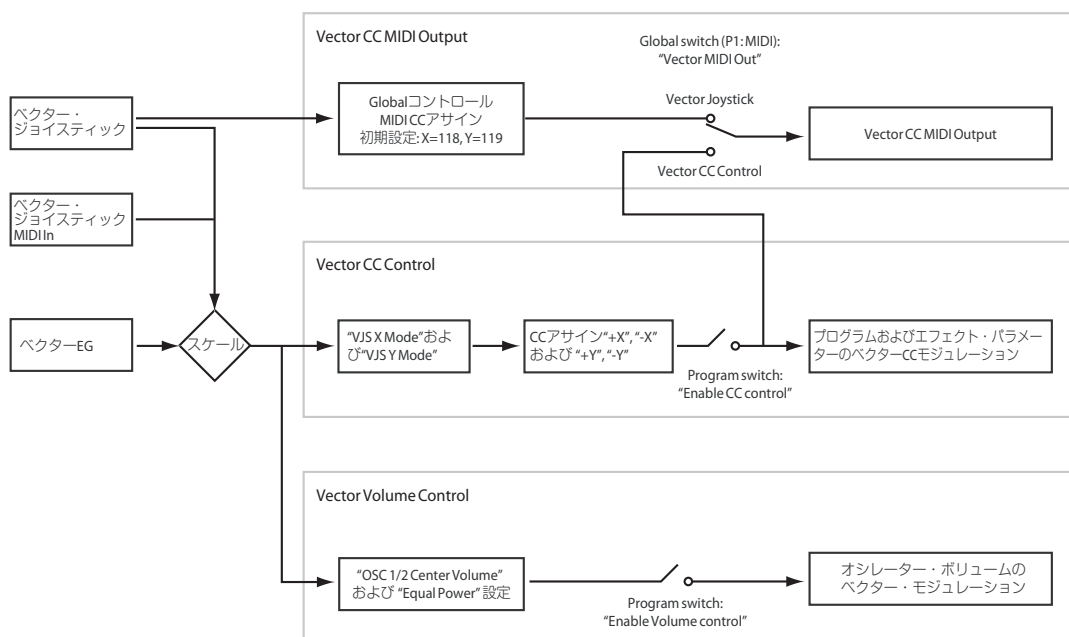 Vector CC MIDI Output
Global switch (P1: MIDI):
“Vector MIDI Out”
ベクター・
ジョイスティック
Globalコントロール
MIDI CCアサイン
初期設定: X=118, Y=119
Vector Joystick
Vector CC MIDI Output
Vector CC Control
ベクター・
ジョイスティック
MIDI In
Vector CC Control
ベクターEG
スケール
“VJS X Mode”およ
び“VJS Y Mode”
CCアサイン“+X”, “-X”
および “+Y”, “-Y”
プログラムおよびエフェクト・パラメー
ターのベクターCCモジュレーション
Program switch:
“Enable CC control”
Vector Volume Control
“OSC 1/2 Center Volume”
および “Equal Power” 設定
オシレーター・ボリュームの
ベクター・モジュレーション
Program switch:
“Enable Volume control”